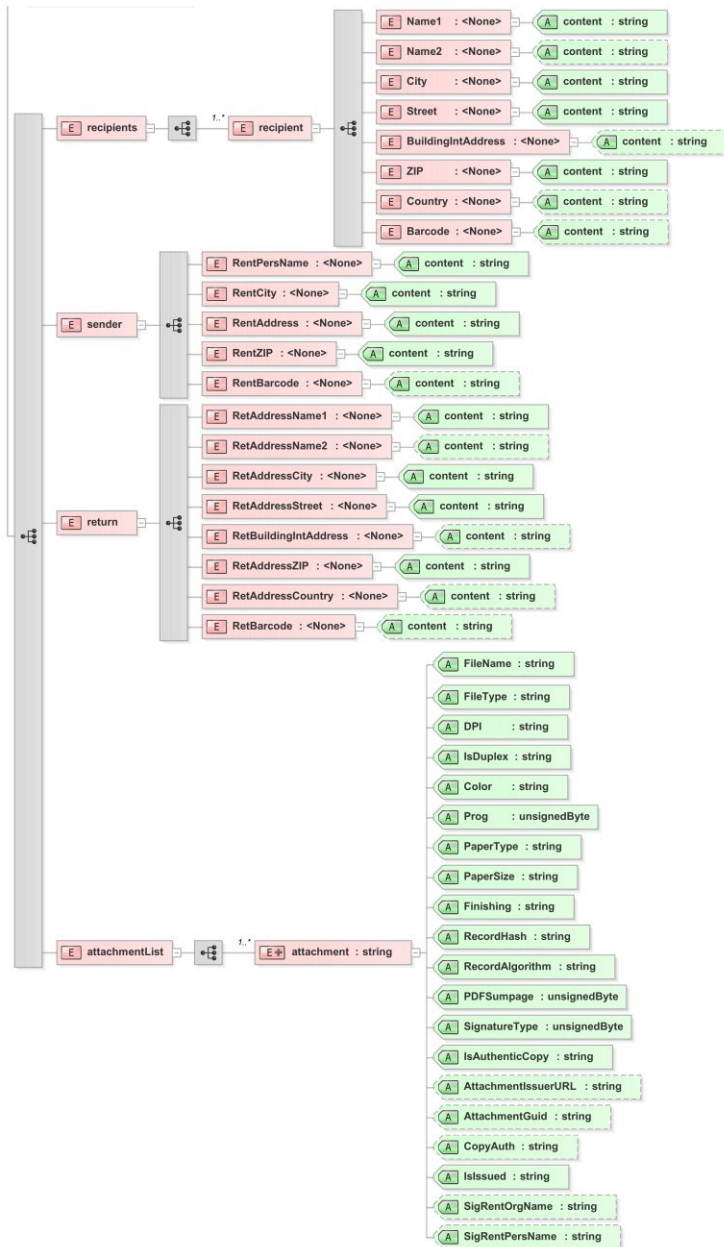 E Name1 : <None> A content : string
E Name2 : <None> A content : string
E City : <None> A content : string
E Street : <None> A content : string
E recipients 1..* E recipient
E BuildingIntAddress : <None> A content : string
E ZIP : <None> A content : string
E Country : <None> A content : string
E Barcode : <None> A content : string
E RentPersName : <None> A content : string
E RentCity : <None> A content : string
E sender E RentAddress : <None> A content : string
E RentZIP : <None> A content : string
E RentBarcode : <None> A content : string
E RetAddressName1 : <None> A content : string
E RetAddressName2 : <None> A content : string
E RetAddressCity : <None> A content : string
E RetAddressStreet : <None> A content : string
E return
E RetBuildingIntAddress : <None> A content : string
E RetAddressZIP : <None> A content : string
E RetAddressCountry : <None> A content : string
E RetBarcode : <None> A content : string
A FileName : string
A FileType : string
A DPI : string
A IsDuplex : string
A Color : string
A Prog : unsignedByte
A PaperType : string
A PaperSize : string
A Finishing : string
A RecordHash : string
E attachmentList 1..* E attachment : string
A RecordAlgorithm : string
A PDFSumpage : unsignedByte
A SignatureType : unsignedByte
A IsAuthenticCopy : string
A AttachmentIssuerURL : string
A AttachmentGuid : string
A CopyAuth : string
A IsIssued : string
A SigRentOrgName : string
A SigRentPersName : string